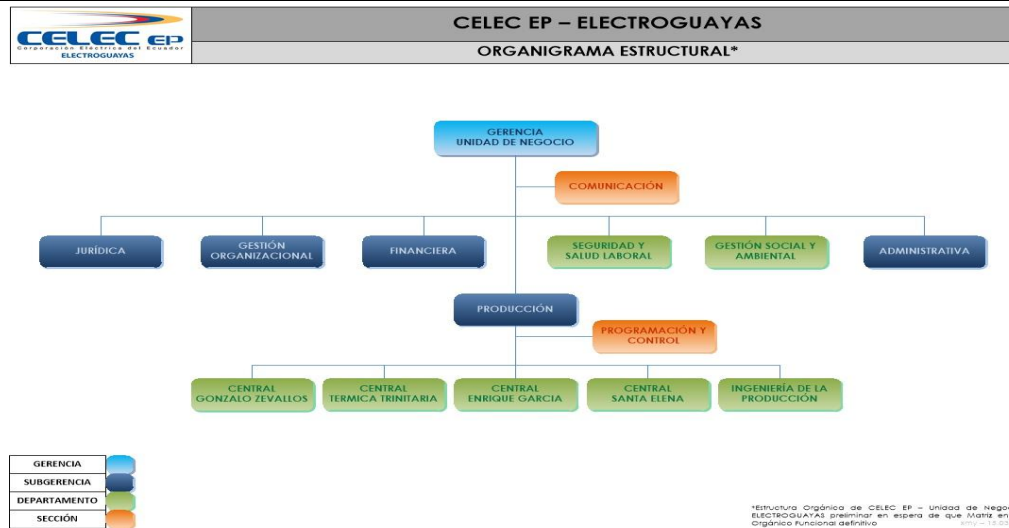 CELEC EP
Corporación Eléctrica del Ecuador
ELECTROGUAYAS
CELEC EP – ELECTROGUAYAS
ORGANIGRAMA ESTRUCTURAL*
GERENCIA
UNIDAD DE NEGOCIO
COMUNICACIÓN
JURÍDICA
GESTIÓN
ORGANIZACIONAL
FINANCIERA
SEGURIDAD Y
SALUD LABORAL
GESTIÓN SOCIAL Y
AMBIENTAL
ADMINISTRATIVA
PRODUCCIÓN
PROGRAMACIÓN Y
CONTROL
CENTRAL
GONZALO ZEVALLOS
CENTRAL
TERMICA TRINITARIA
CENTRAL
ENRIQUE GARCIA
CENTRAL
SANTA ELENA
INGENIERÍA DE LA
PRODUCCIÓN
GERENCIA
SUBGERENCIA
DEPARTAMENTO
SECCIÓN
*Estructura Orgánica de CELEC EP – Unidad de Nego
ELECTROGUAYAS preliminar en espera de que Matriz en
Orgánico Funcional definitivo